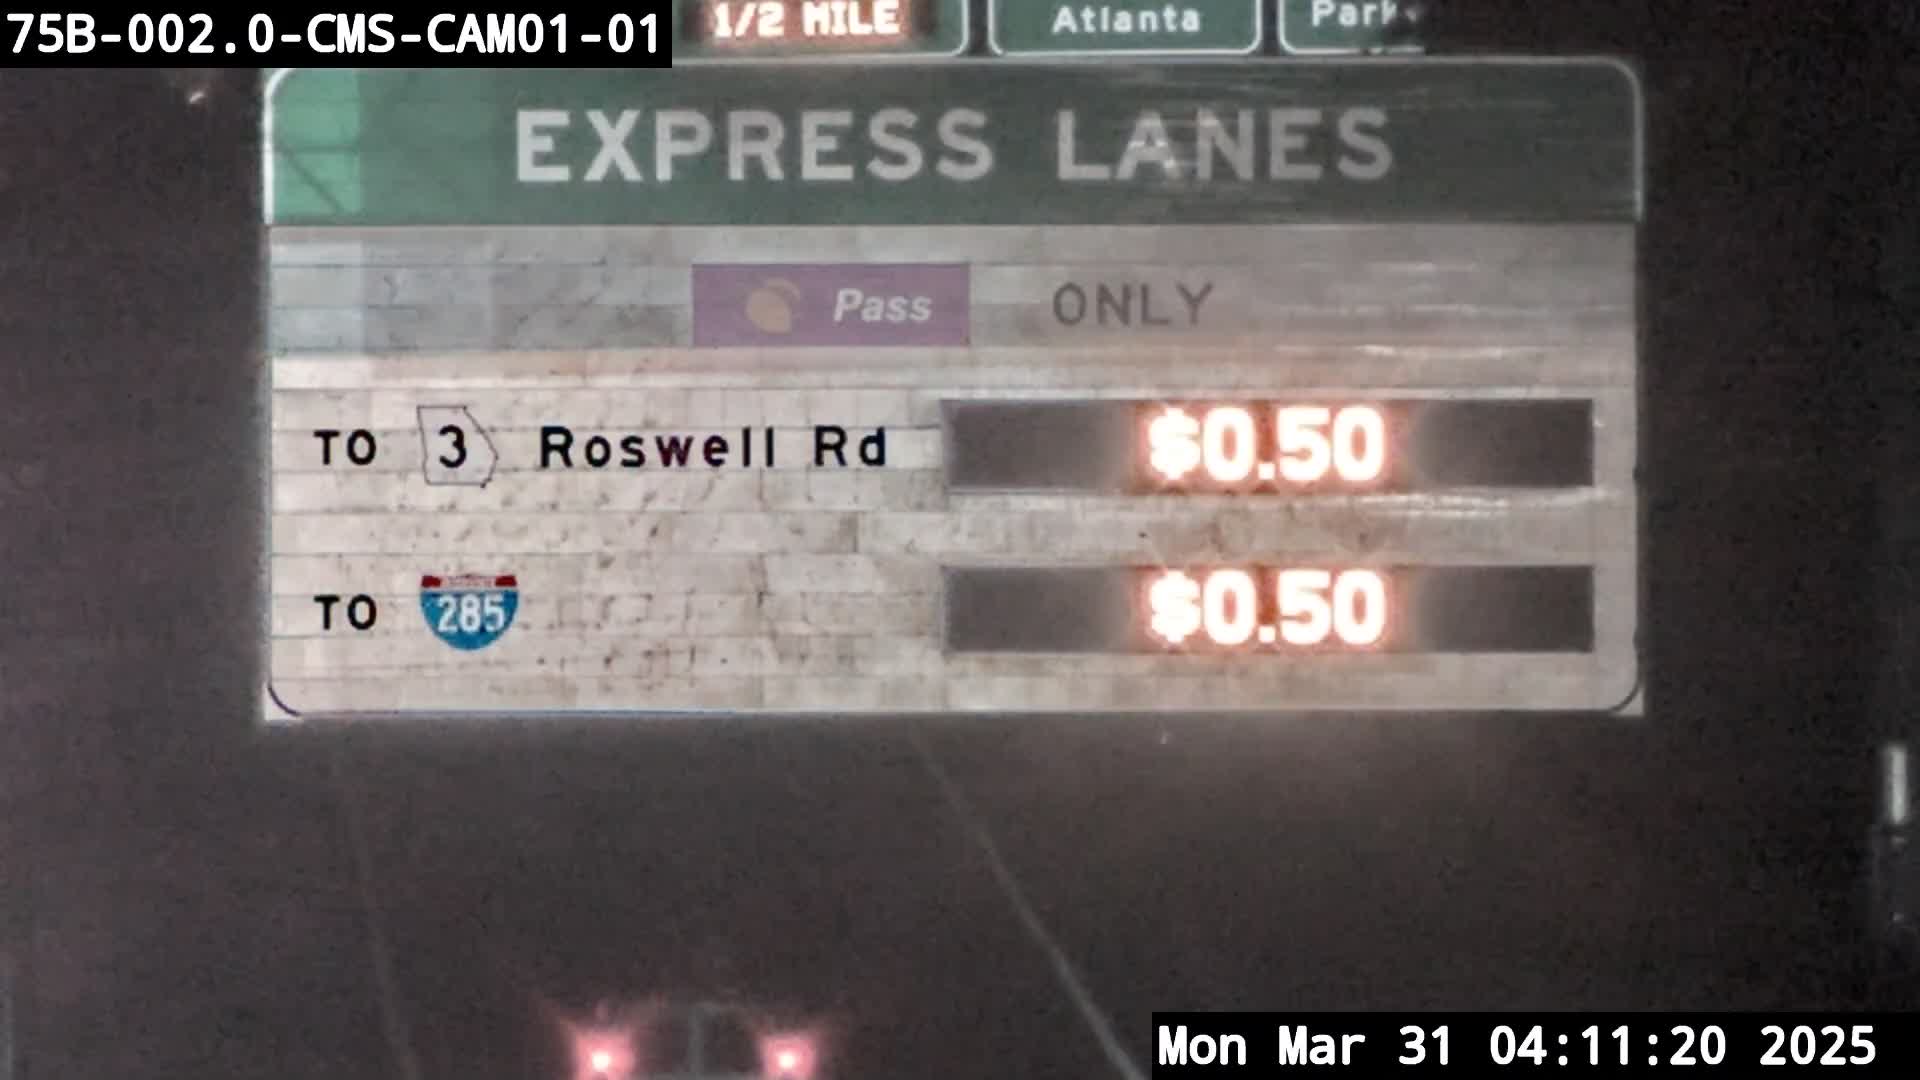 75B-002.0-CMS-CAM01-01
1/2 MILE
Atlanta
EXPRESS LANES
Pass ONLY
TO 3 Roswell Rd $0.50
TO 285 $0.50
Mon Mar 31 04:11:20 2025